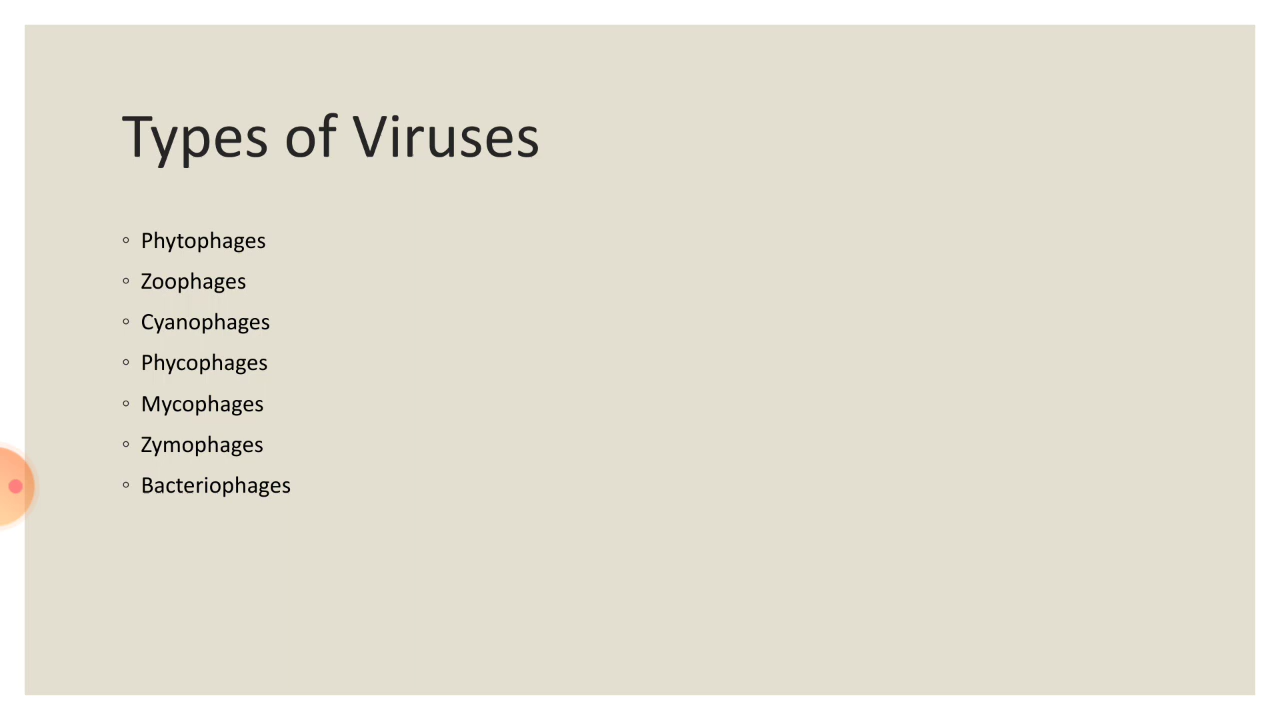 Types of Viruses
◦ Phytophages
◦ Zoophages
◦ Cyanophages
◦ Phycophages
◦ Mycophages
◦ Zymophages
◦ Bacteriophages